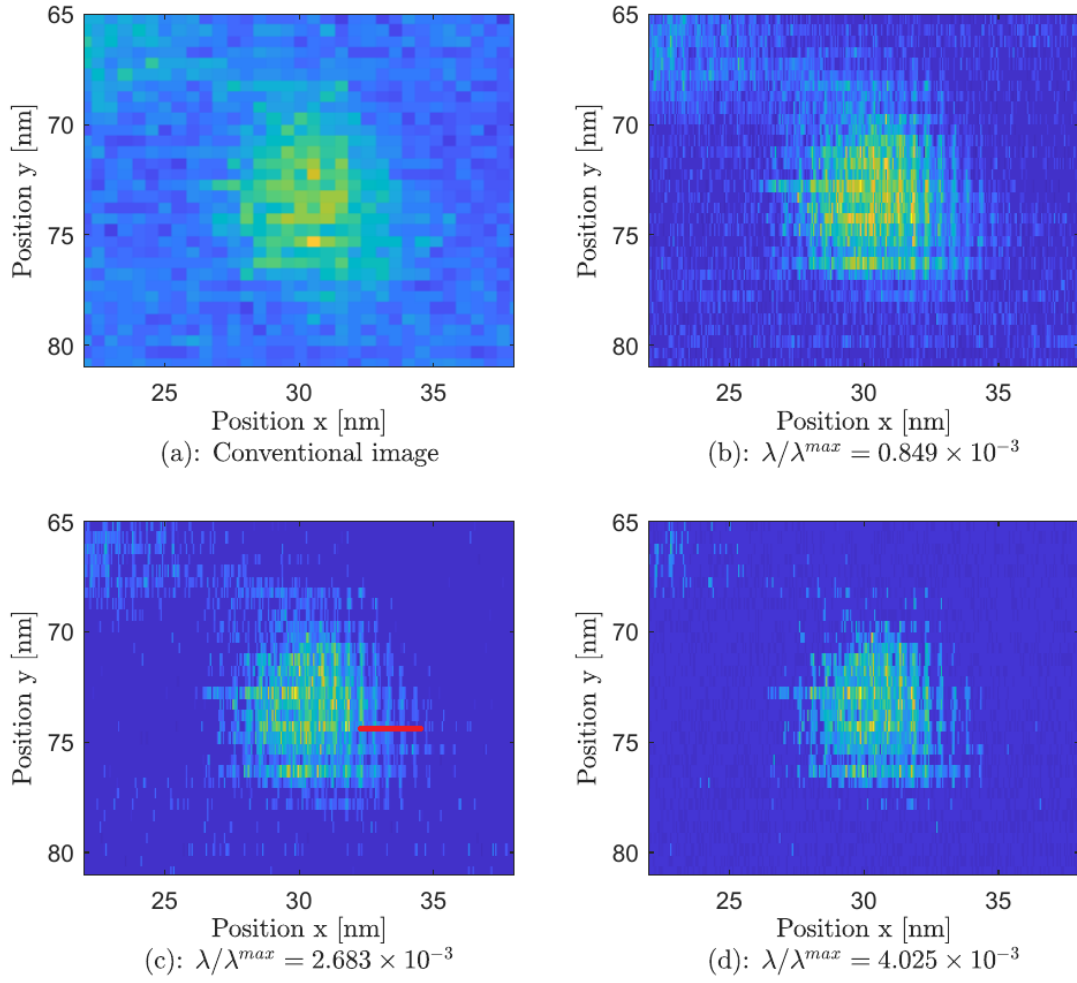 65
70
75
80
Position y [nm]
25
30
35
Position x [nm]
(a): Conventional image
65
70
75
80
Position y [nm]
25
30
35
Position x [nm]
(b): λ/λ^{max} = 0.849 × 10^{-3}
65
70
75
80
Position y [nm]
25
30
35
Position x [nm]
(c): λ/λ^{max} = 2.683 × 10^{-3}
65
70
75
80
Position y [nm]
25
30
35
Position x [nm]
(d): λ/λ^{max} = 4.025 × 10^{-3}